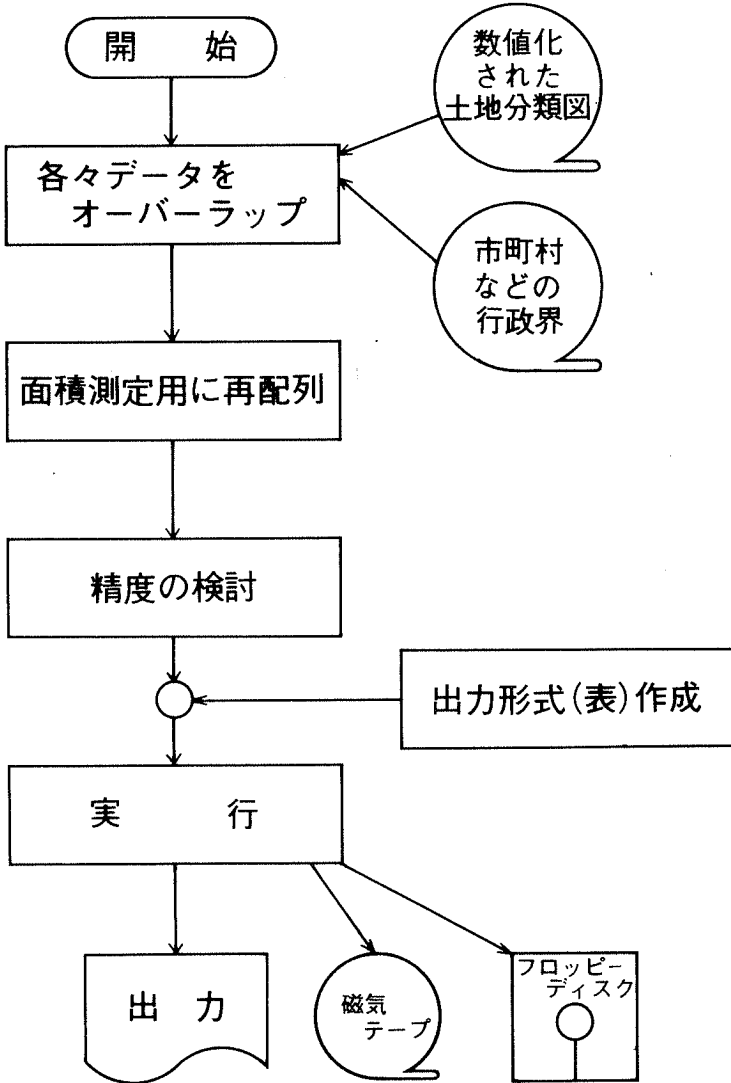 開 始
数値化
された
土地分類図
各々データを
オーバーラップ
市町村
などの
行政界
面積測定用に再配列
精度の検討
出力形式(表)作成
実 行
出 力
磁気
テープ
フロッピー
ディスク